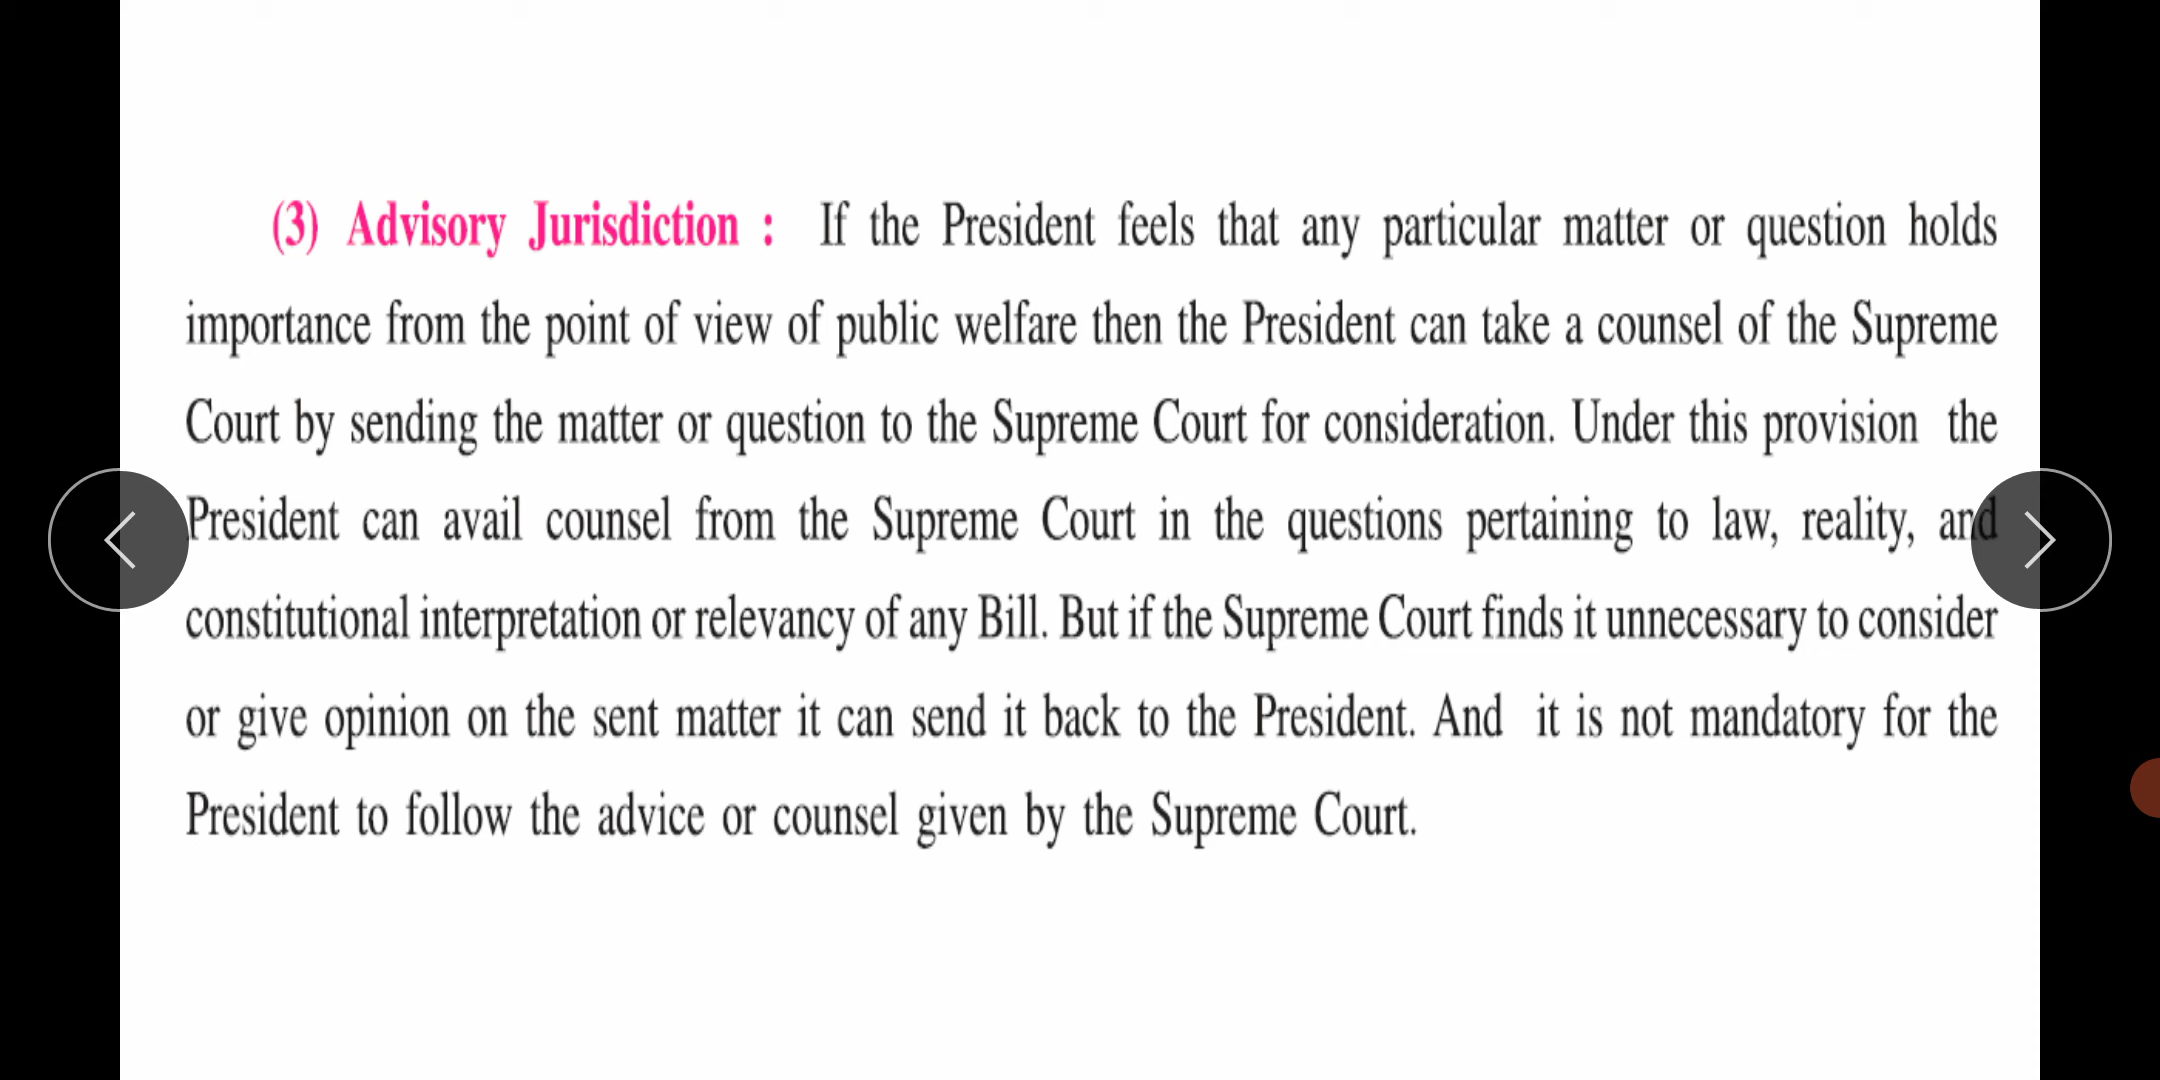 (3) Advisory Jurisdiction : If the President feels that any particular matter or question holds
importance from the point of view of public welfare then the President can take a counsel of the Supreme
Court by sending the matter or question to the Supreme Court for consideration. Under this provision the
President can avail counsel from the Supreme Court in the questions pertaining to law, reality, and
constitutional interpretation or relevancy of any Bill. But if the Supreme Court finds it unnecessary to consider
or give opinion on the sent matter it can send it back to the President. And it is not mandatory for the
President to follow the advice or counsel given by the Supreme Court.